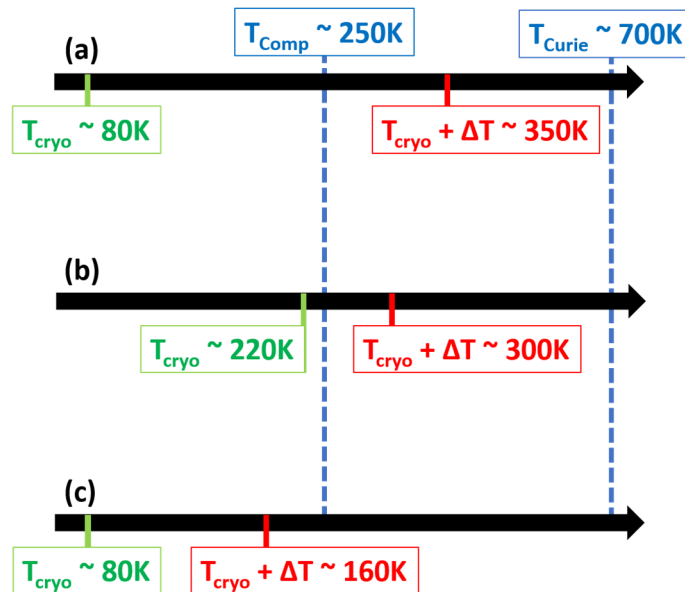 T_Comp ~ 250K
T_Curie ~ 700K
(a)
T_cryo ~ 80K
T_cryo + ΔT ~ 350K
(b)
T_cryo ~ 220K
T_cryo + ΔT ~ 300K
(c)
T_cryo ~ 80K
T_cryo + ΔT ~ 160K